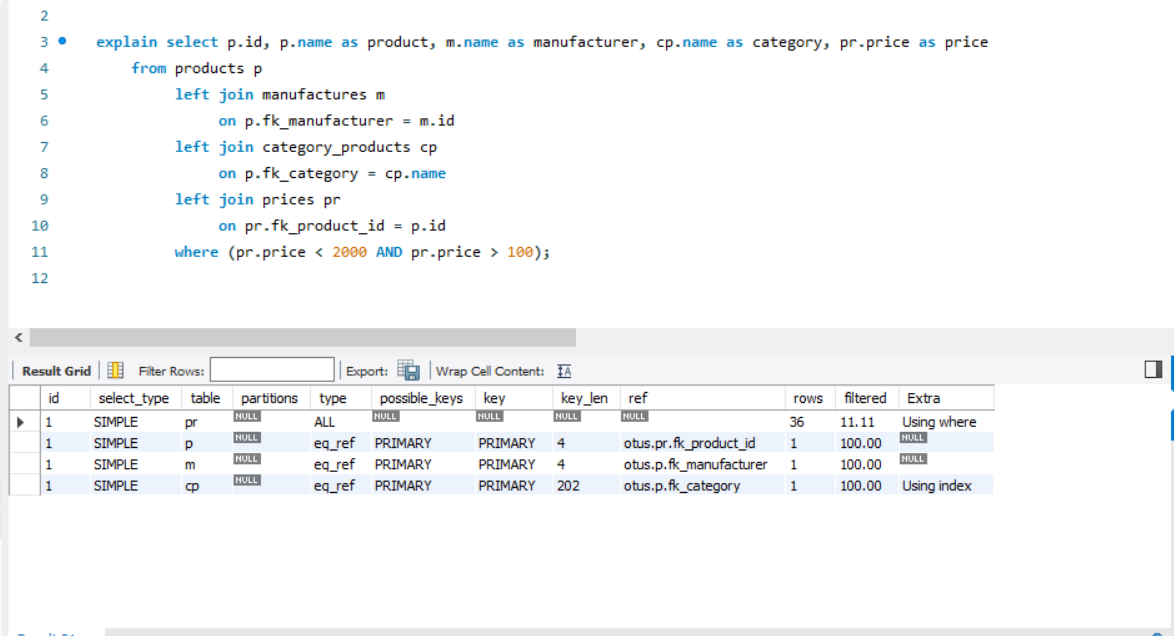 2
3 explain select p.id, p.name as product, m.name as manufacturer, cp.name as category, pr.price as price
4 from products p
5 left join manufactures m
6 on p.fk_manufacturer = m.id
7 left join category_products cp
8 on p.fk_category = cp.name
9 left join prices pr
10 on pr.fk_product_id = p.id
11 where (pr.price < 2000 AND pr.price > 100);
12
Result Grid Filter Rows: Export: Wrap Cell Content:
id select_type table partitions type possible_keys key key_len ref rows filtered Extra
1 SIMPLE pr NULL ALL NULL NULL NULL NULL 36 11.11 Using where
1 SIMPLE p NULL eq_ref PRIMARY PRIMARY 4 otus.pr.fk_product_id 1 100.00 NULL
1 SIMPLE m NULL eq_ref PRIMARY PRIMARY 4 otus.p.fk_manufacturer 1 100.00 NULL
1 SIMPLE cp NULL eq_ref PRIMARY PRIMARY 202 otus.p.fk_category 1 100.00 Using index